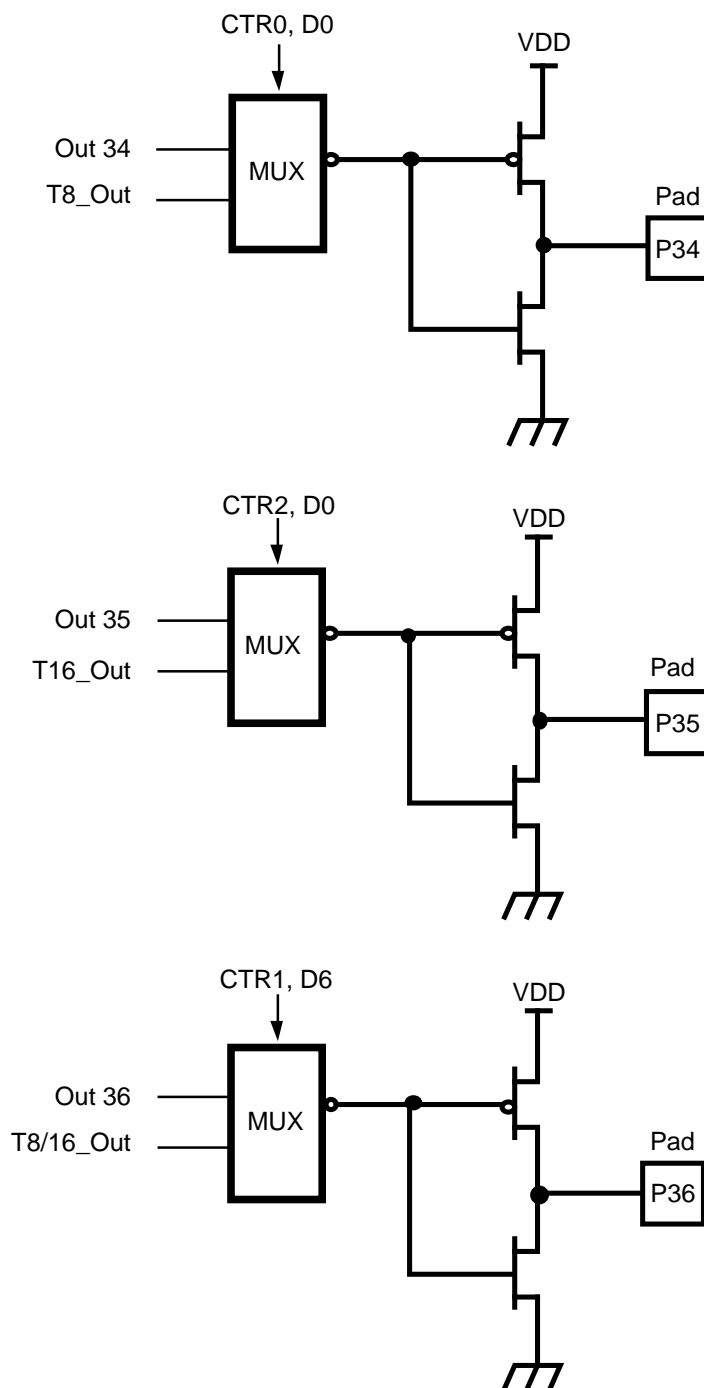 CTR0, D0
VDD
Out 34
MUX
T8_Out
Pad
P34
CTR2, D0
VDD
Out 35
MUX
T16_Out
Pad
P35
CTR1, D6
VDD
Out 36
MUX
T8/16_Out
Pad
P36